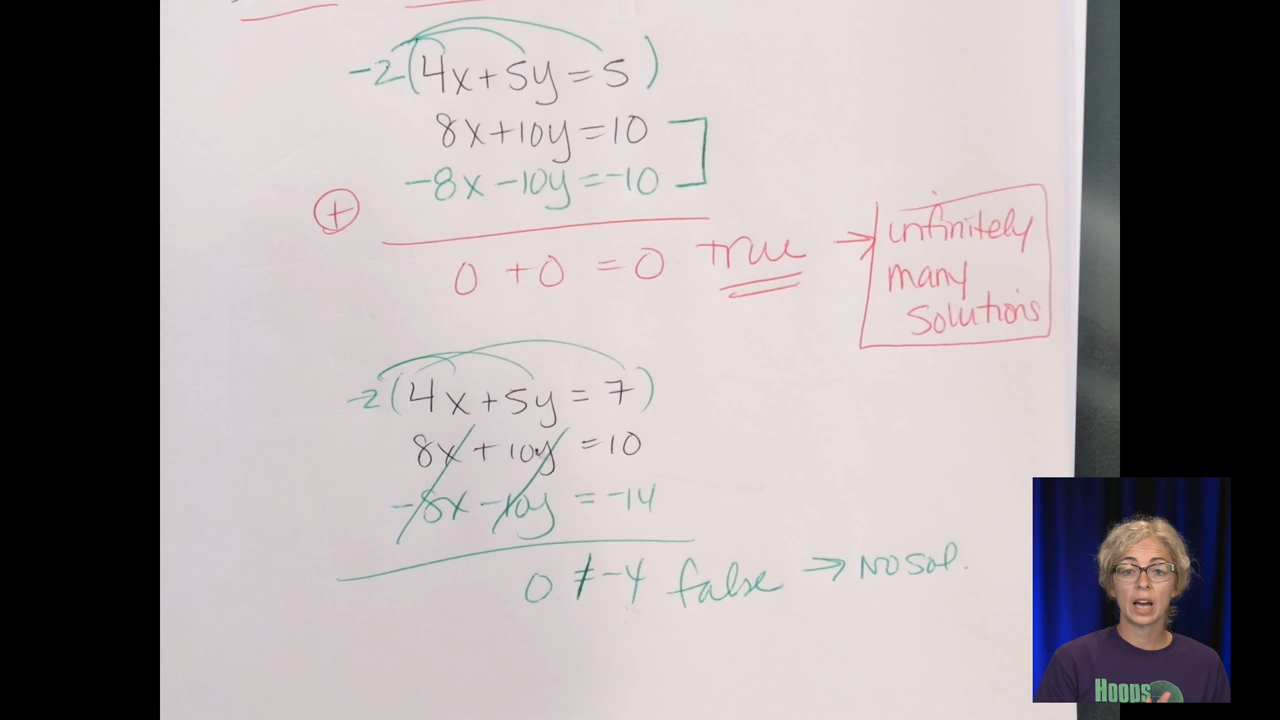 -2(4x+5y=5)
8x+10y=10
-8x-10y=-10
+
0+0=0 true → infinitely
many
solutions
-2(4x+5y=7)
8x+10y=10
-8x-10y=-14
0≠-4 false → No sol.
Hoops